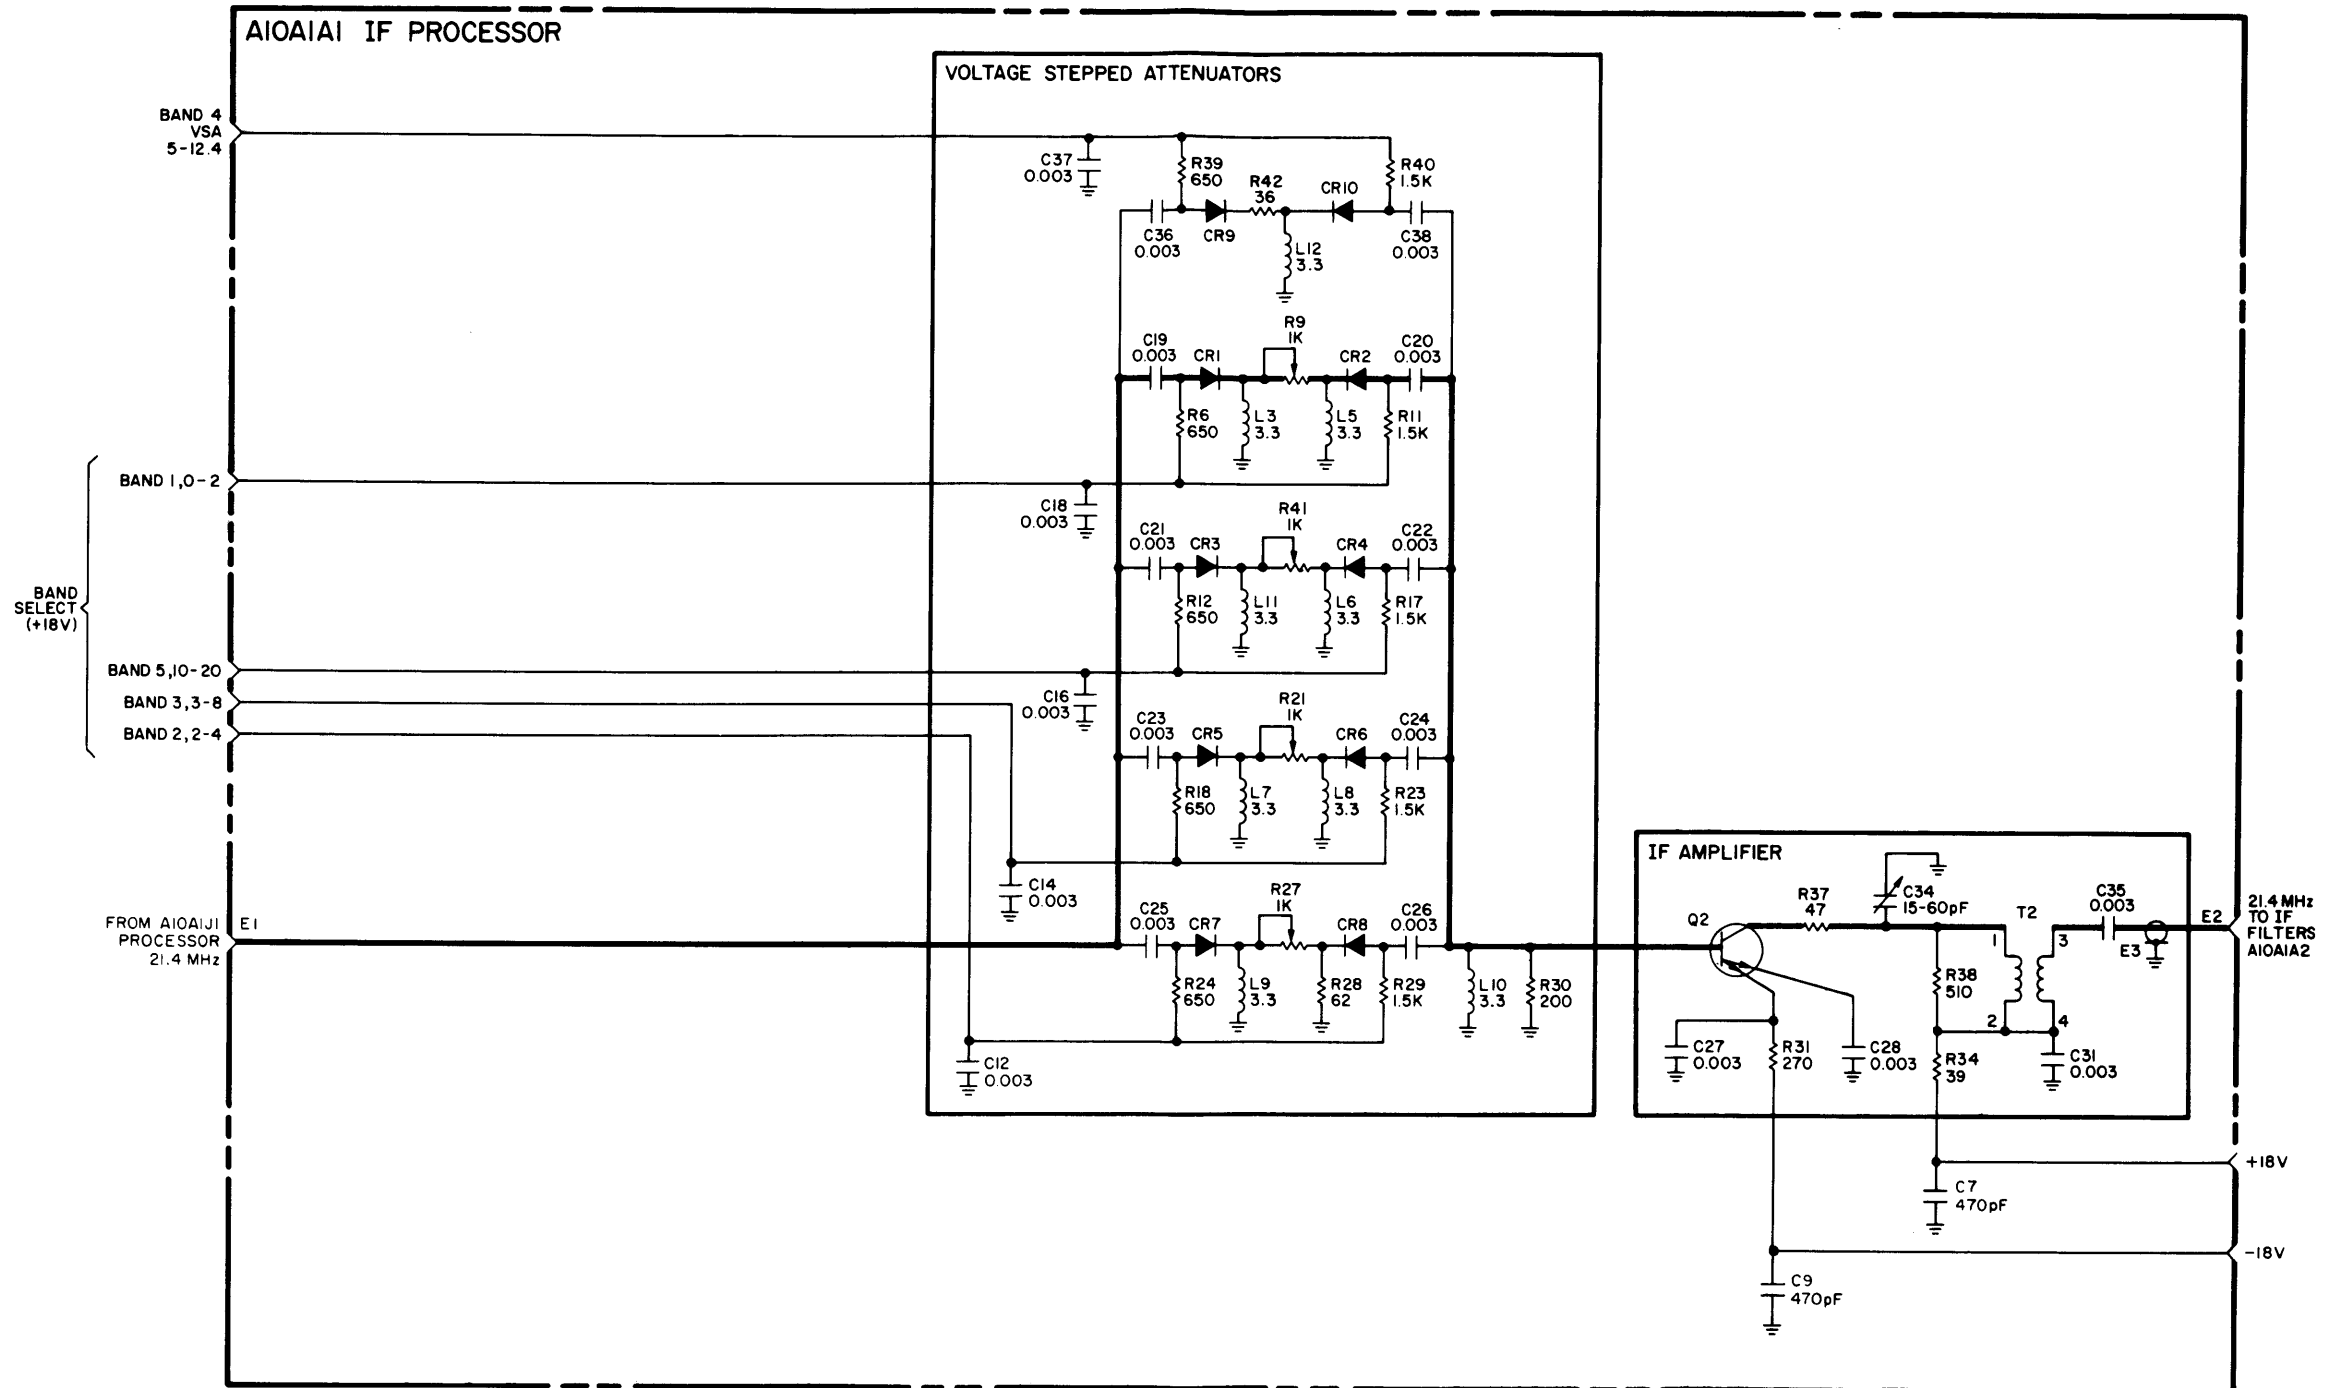 A10A1A1 IF PROCESSOR
VOLTAGE STEPPED ATTENUATORS
BAND 4
VSA
5-12.4
C37
0.003
R39
650
R42
36
CR10
R40
1.5K
C36
0.003
CR9
L12
3.3
C38
0.003
R9
1K
C19
0.003
CR1
CR2
C20
0.003
R6
650
L3
3.3
L5
3.3
R11
1.5K
BAND 1,0-2
C18
0.003
R41
1K
C21
0.003
CR3
CR4
C22
0.003
BAND
SELECT
(+18V)
R12
650
L11
3.3
L6
3.3
R17
1.5K
BAND 5,10-20
BAND 3,3-8
BAND 2,2-4
C16
0.003
R21
1K
C23
0.003
CR5
CR6
C24
0.003
R18
650
L7
3.3
L8
3.3
R23
1.5K
C14
0.003
R27
1K
C25
0.003
CR7
CR8
C26
0.003
FROM A10A1J1
PROCESSOR
21.4 MHz
E1
R24
650
L9
3.3
R28
62
R29
1.5K
L10
3.3
R30
200
C12
0.003
IF AMPLIFIER
Q2
R37
47
C34
15-60pF
T2
C35
0.003
E2
E3
21.4 MHz
TO IF
FILTERS
A10A1A2
1
3
R38
510
2
4
C27
0.003
R31
270
C28
0.003
R34
39
C31
0.003
+18V
C7
470pF
-18V
C9
470pF